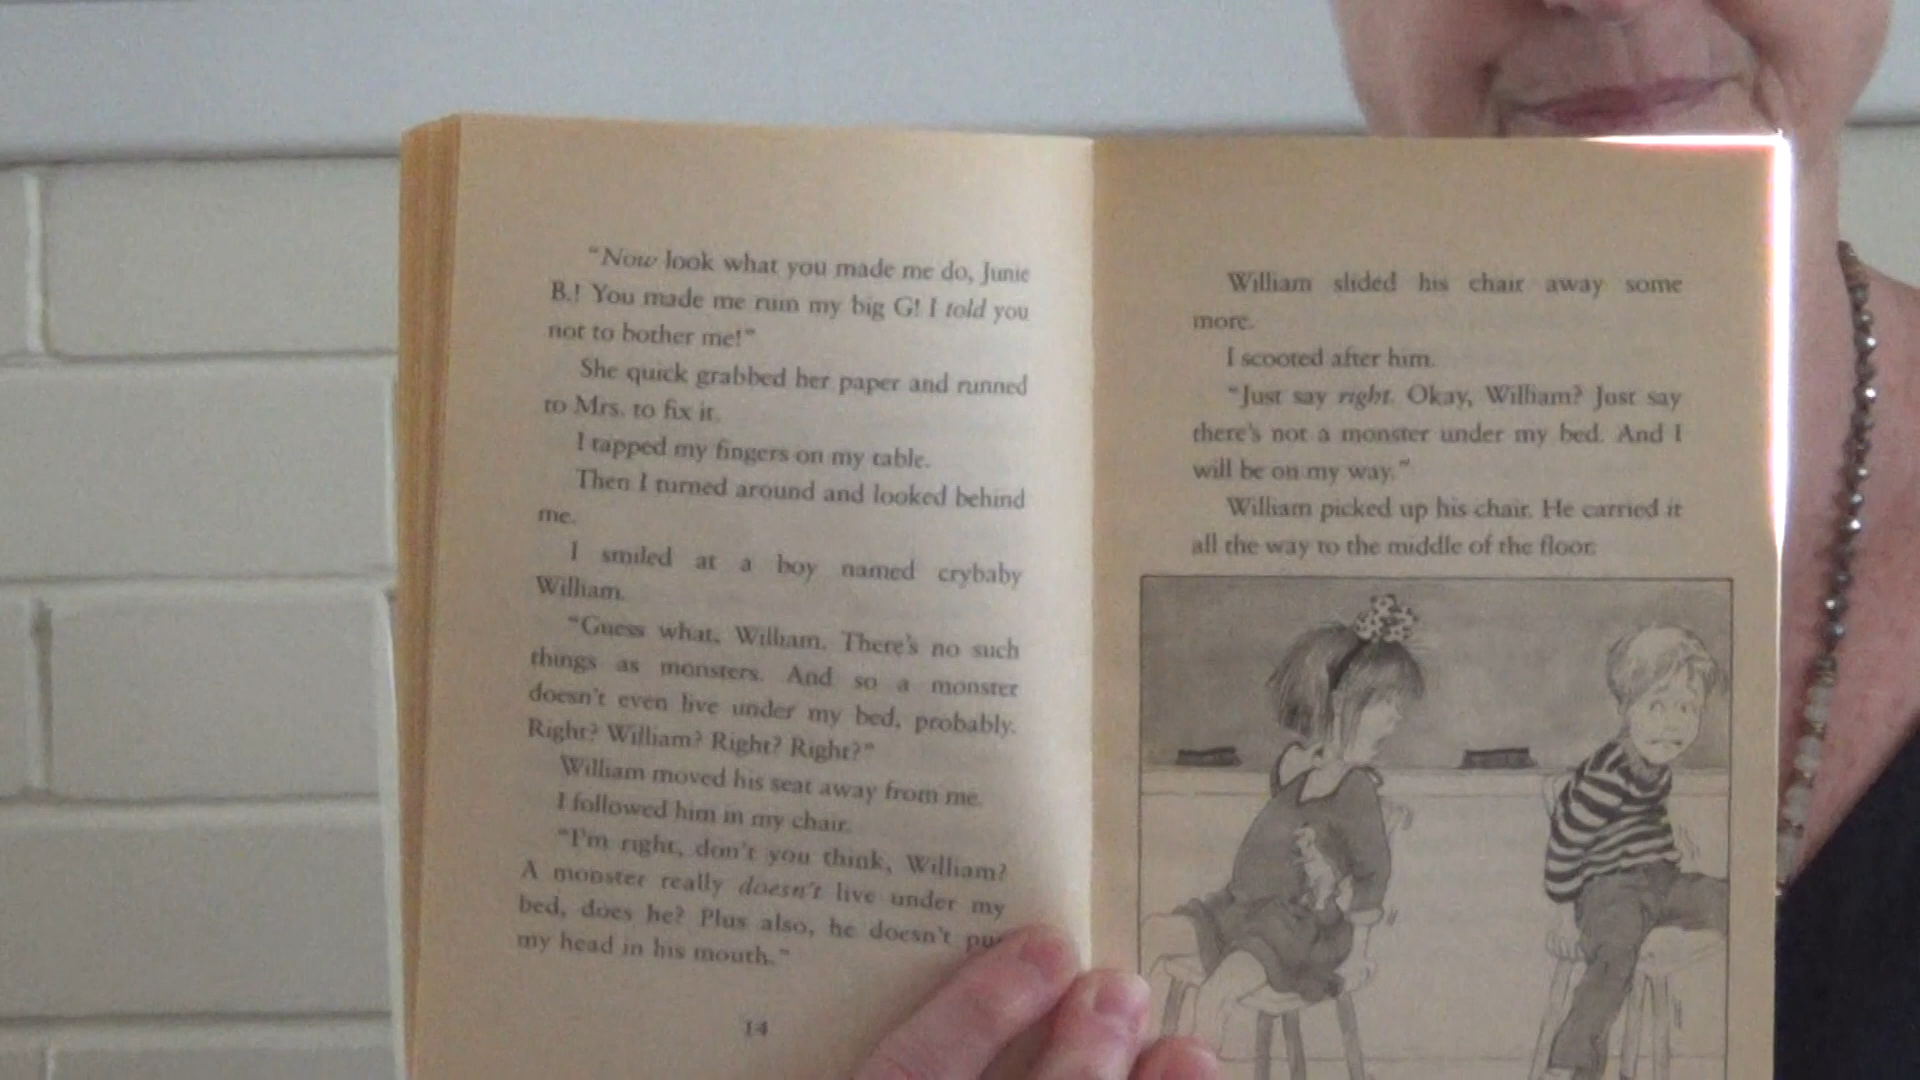 "Now look what you made me do, Junie
B.! You made me ruin my big G! I told you
not to bother me!"
She quick grabbed her paper and runned
to Mrs. to fix it.
I tapped my fingers on my table.
Then I turned around and looked behind
me.
I smiled at a boy named crybaby
William.
"Guess what, William. There's no such
things as monsters. And so a monster
doesn't even live under my bed, probably.
Right? William? Right? Right?"
William moved his seat away from me.
I followed him in my chair.
"I'm right, don't you think, William?
A monster really doesn't live under my
bed, does he? Plus also, he doesn't put
my head in his mouth."
14
William slided his chair away some
more.
I scooted after him.
"Just say right. Okay, William? Just say
there's not a monster under my bed. And I
will be on my way."
William picked up his chair. He carried it
all the way to the middle of the floor.